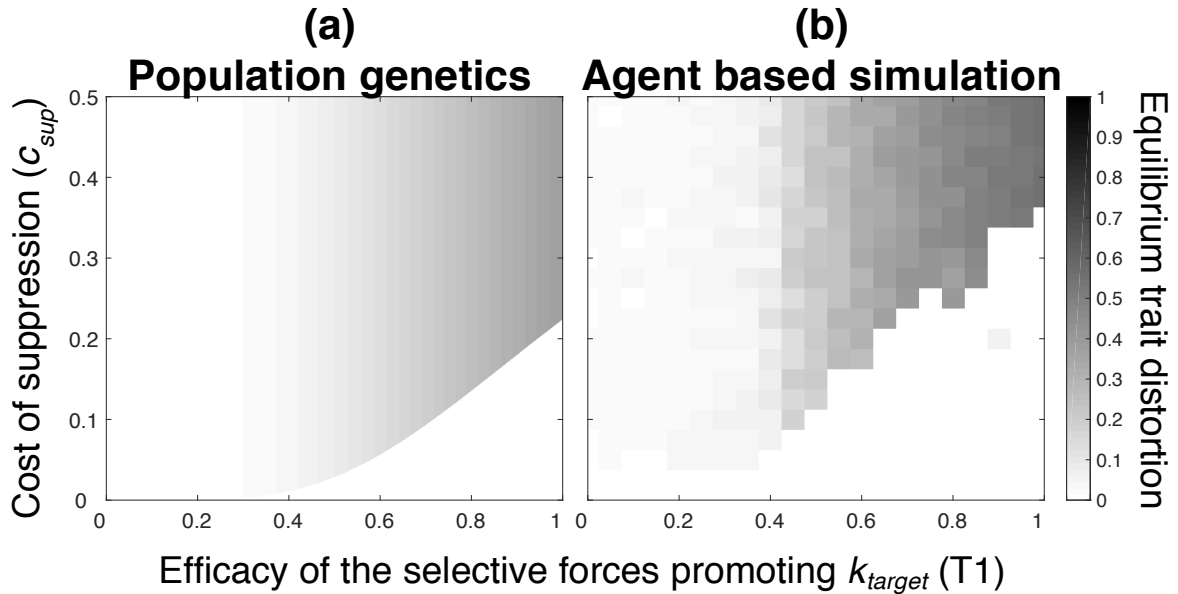 (a)
Population genetics
(b)
Agent based simulation
Cost of suppression (c_sup)
0.5
0.4
0.3
0.2
0.1
0
0 0.2 0.4 0.6 0.8 1
0.2 0.4 0.6 0.8 1
1
0.9
0.8
0.7
0.6
0.5
0.4
0.3
0.2
0.1
0
Equilibrium trait distortion
Efficacy of the selective forces promoting k_target (T1)